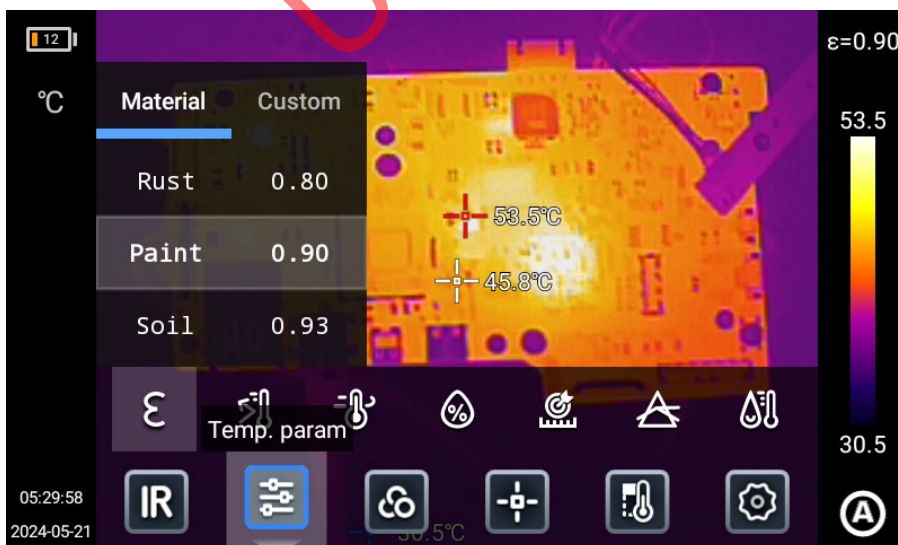 12
ε=0.90
℃
Material Custom
53.5
Rust 0.80
53.5℃
Paint 0.90
45.8℃
Soil 0.93
ε
%
Temp. param
30.5
05:29:58
IR
A
2024-05-21
30.5℃